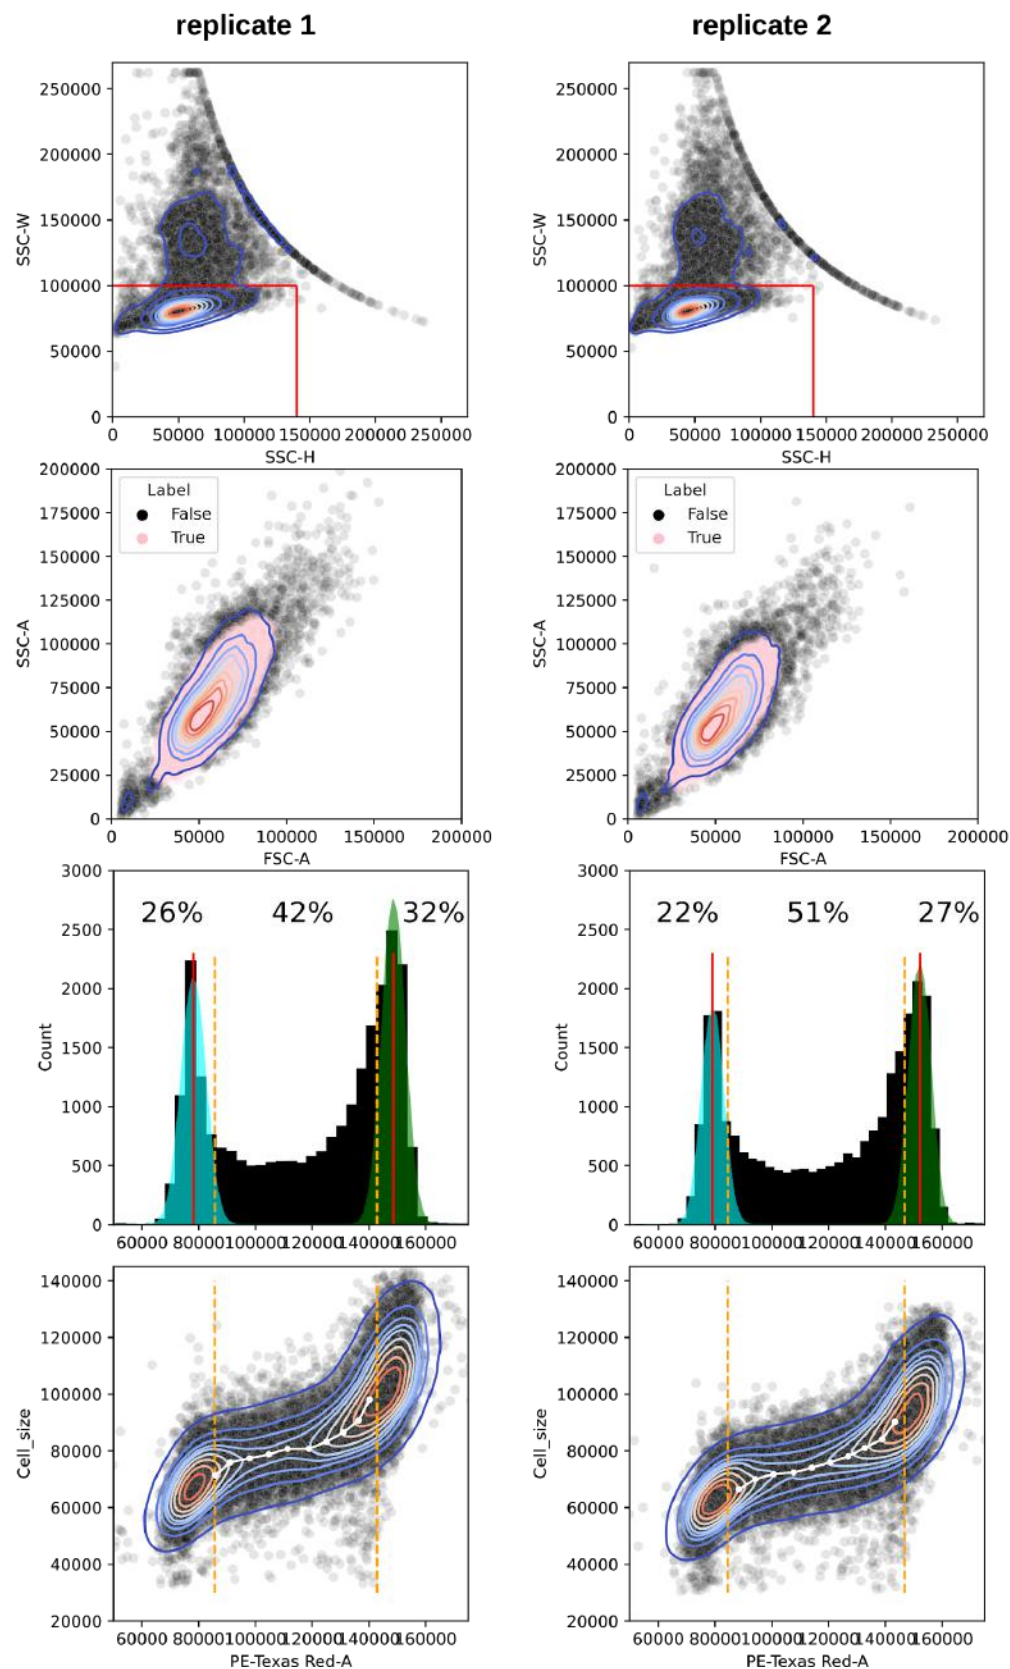 replicate 1 replicate 2
250000 250000
200000 200000
SSC-W 150000 SSC-W 150000
100000 100000
50000 50000
0 0
0 50000 100000 150000 200000 250000 0 50000 100000 150000 200000 250000
SSC-H SSC-H
200000 200000
175000 Label 175000 Label
False False
150000 True 150000 True
125000 125000
SSC-A 100000 SSC-A 100000
75000 75000
50000 50000
25000 25000
0 0
0 50000 100000 150000 200000 0 50000 100000 150000 200000
FSC-A FSC-A
3000 3000
26% 42% 32% 22% 51% 27%
2500 2500
2000 2000
Count 1500 Count 1500
1000 1000
500 500
0 0
60000 80000 100000 120000 140000 160000 60000 80000 100000 120000 140000 160000
140000 140000
120000 120000
100000 100000
Cell_size 80000 Cell_size 80000
60000 60000
40000 40000
20000 20000
60000 80000 100000 120000 140000 160000 60000 80000 100000 120000 140000 160000
PE-Texas Red-A PE-Texas Red-A